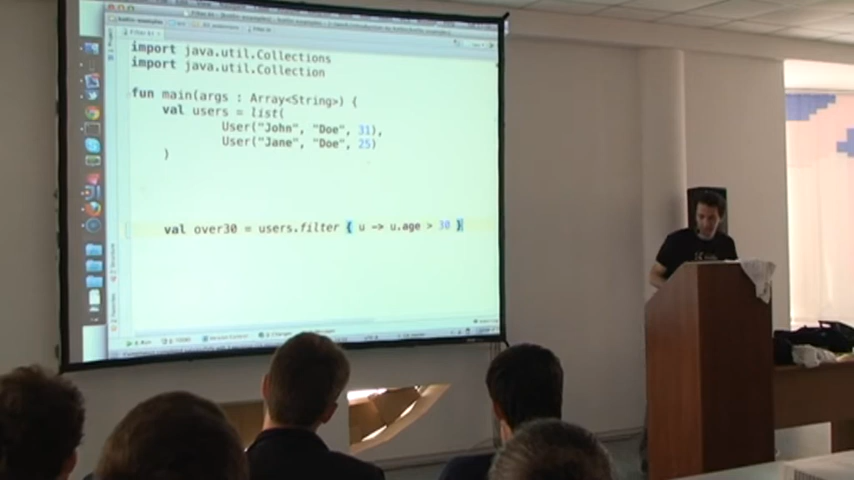 import java.util.Collections
import java.util.Collection
fun main(args : Array<String>) {
val users = list(
User("John", "Doe", 31),
User("Jane", "Doe", 25)
)
val over30 = users.filter { u -> u.age > 30 }